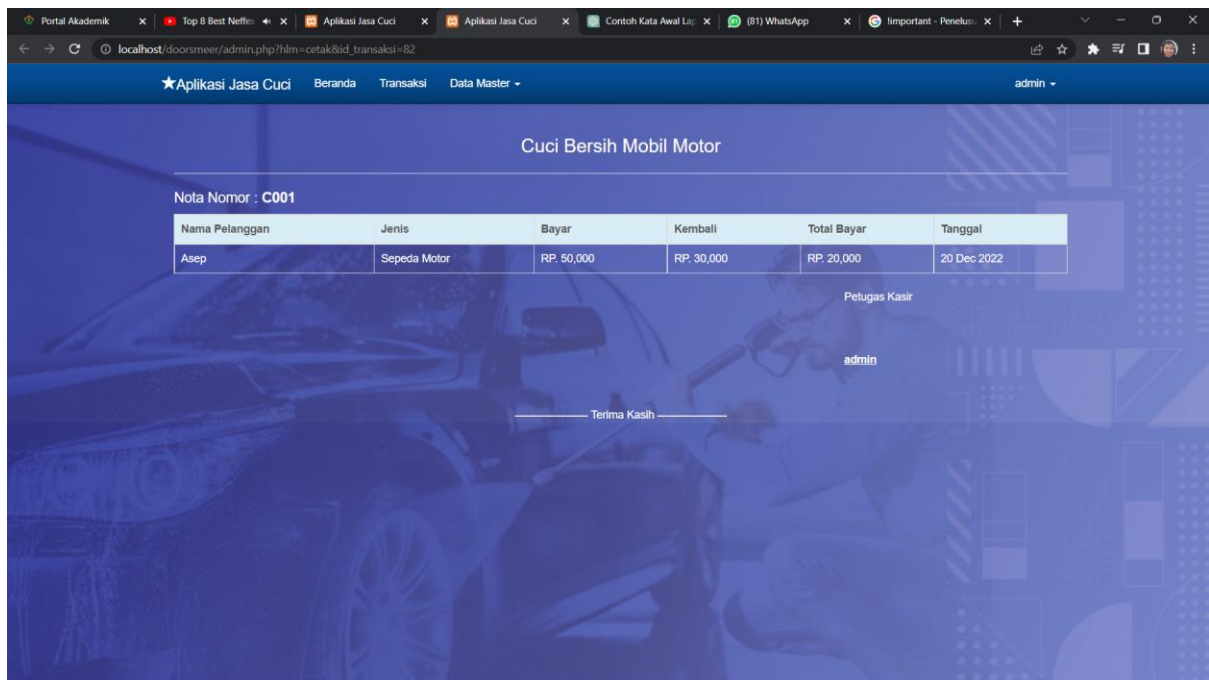 Portal Akademik
Top 8 Best Neffex
Aplikasi Jasa Cuci
Aplikasi Jasa Cuci
Contoh Kata Awal Lap
(81) WhatsApp
!important - Penelusu
localhost/doorsmeer/admin.php?hlm=cetak&id_transaksi=82
Aplikasi Jasa Cuci Beranda Transaksi Data Master admin
Cuci Bersih Mobil Motor
Nota Nomor : C001
Nama Pelanggan Jenis Bayar Kembali Total Bayar Tanggal
Asep Sepeda Motor RP. 50,000 RP. 30,000 RP. 20,000 20 Dec 2022
Petugas Kasir
admin
-------------------- Terima Kasih -------------------